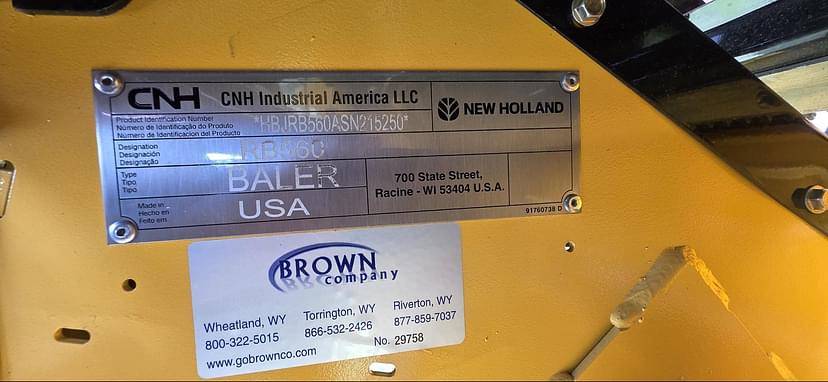 CNH CNH Industrial America LLC
NEW HOLLAND
Product Identification Number
Número de Identificação do Produto
Número de Identificacion del Producto
*HBJRB560ASN215250*
Designation
Designación
Designação
RB560
Type
Tipo
Tipo
BALER
700 State Street,
Racine - WI 53404 U.S.A.
Made in
Hecho en
Feito em
USA
91760738 D
BROWN
company
Wheatland, WY
800-322-5015
Torrington, WY
866-532-2426
Riverton, WY
877-859-7037
www.gobrownco.com
No. 29758